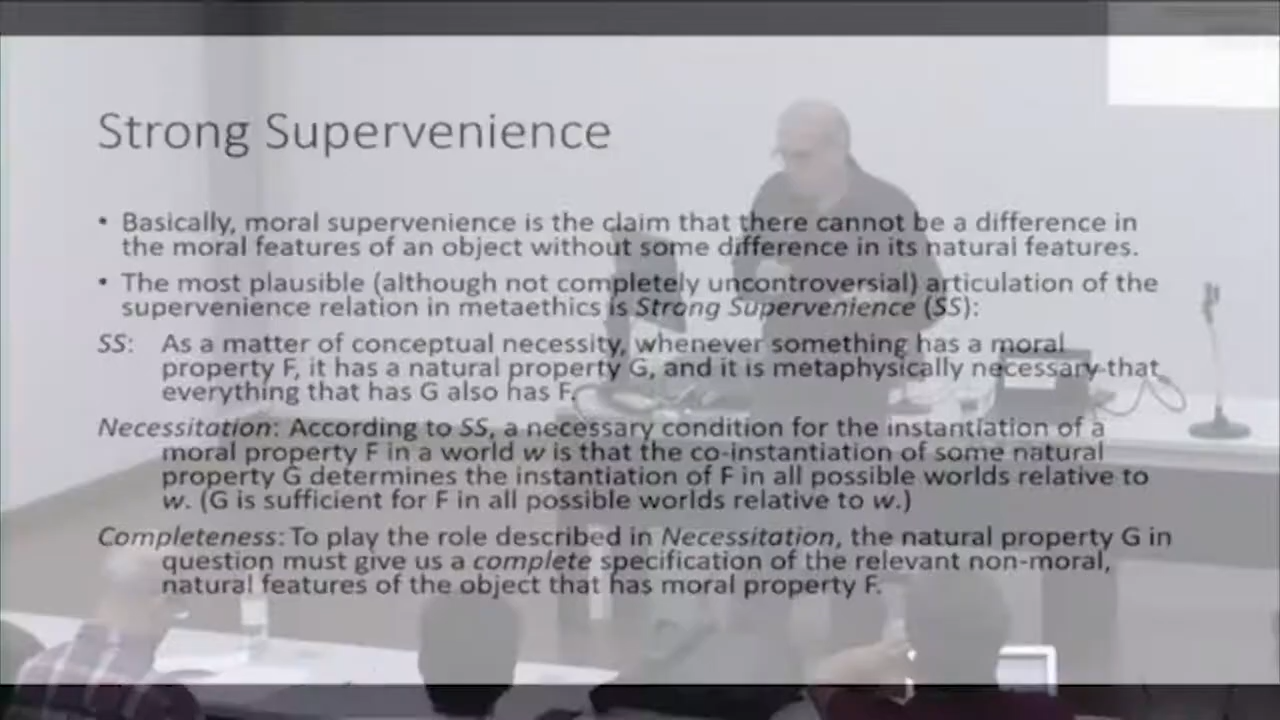 Strong Supervenience
• Basically, moral supervenience is the claim that there cannot be a difference in
the moral features of an object without some difference in its natural features.
• The most plausible (although not completely uncontroversial) articulation of the
supervenience relation in metaethics is Strong Supervenience (SS):
SS: As a matter of conceptual necessity, whenever something has a moral
property F, it has a natural property G, and it is metaphysically necessary that
everything that has G also has F.
Necessitation: According to SS, a necessary condition for the instantiation of a
moral property F in a world w is that the co-instantiation of some natural
property G determines the instantiation of F in all possible worlds relative to
w. (G is sufficient for F in all possible worlds relative to w.)
Completeness: To play the role described in Necessitation, the natural property G in
question must give us a complete specification of the relevant non-moral,
natural features of the object that has moral property F.